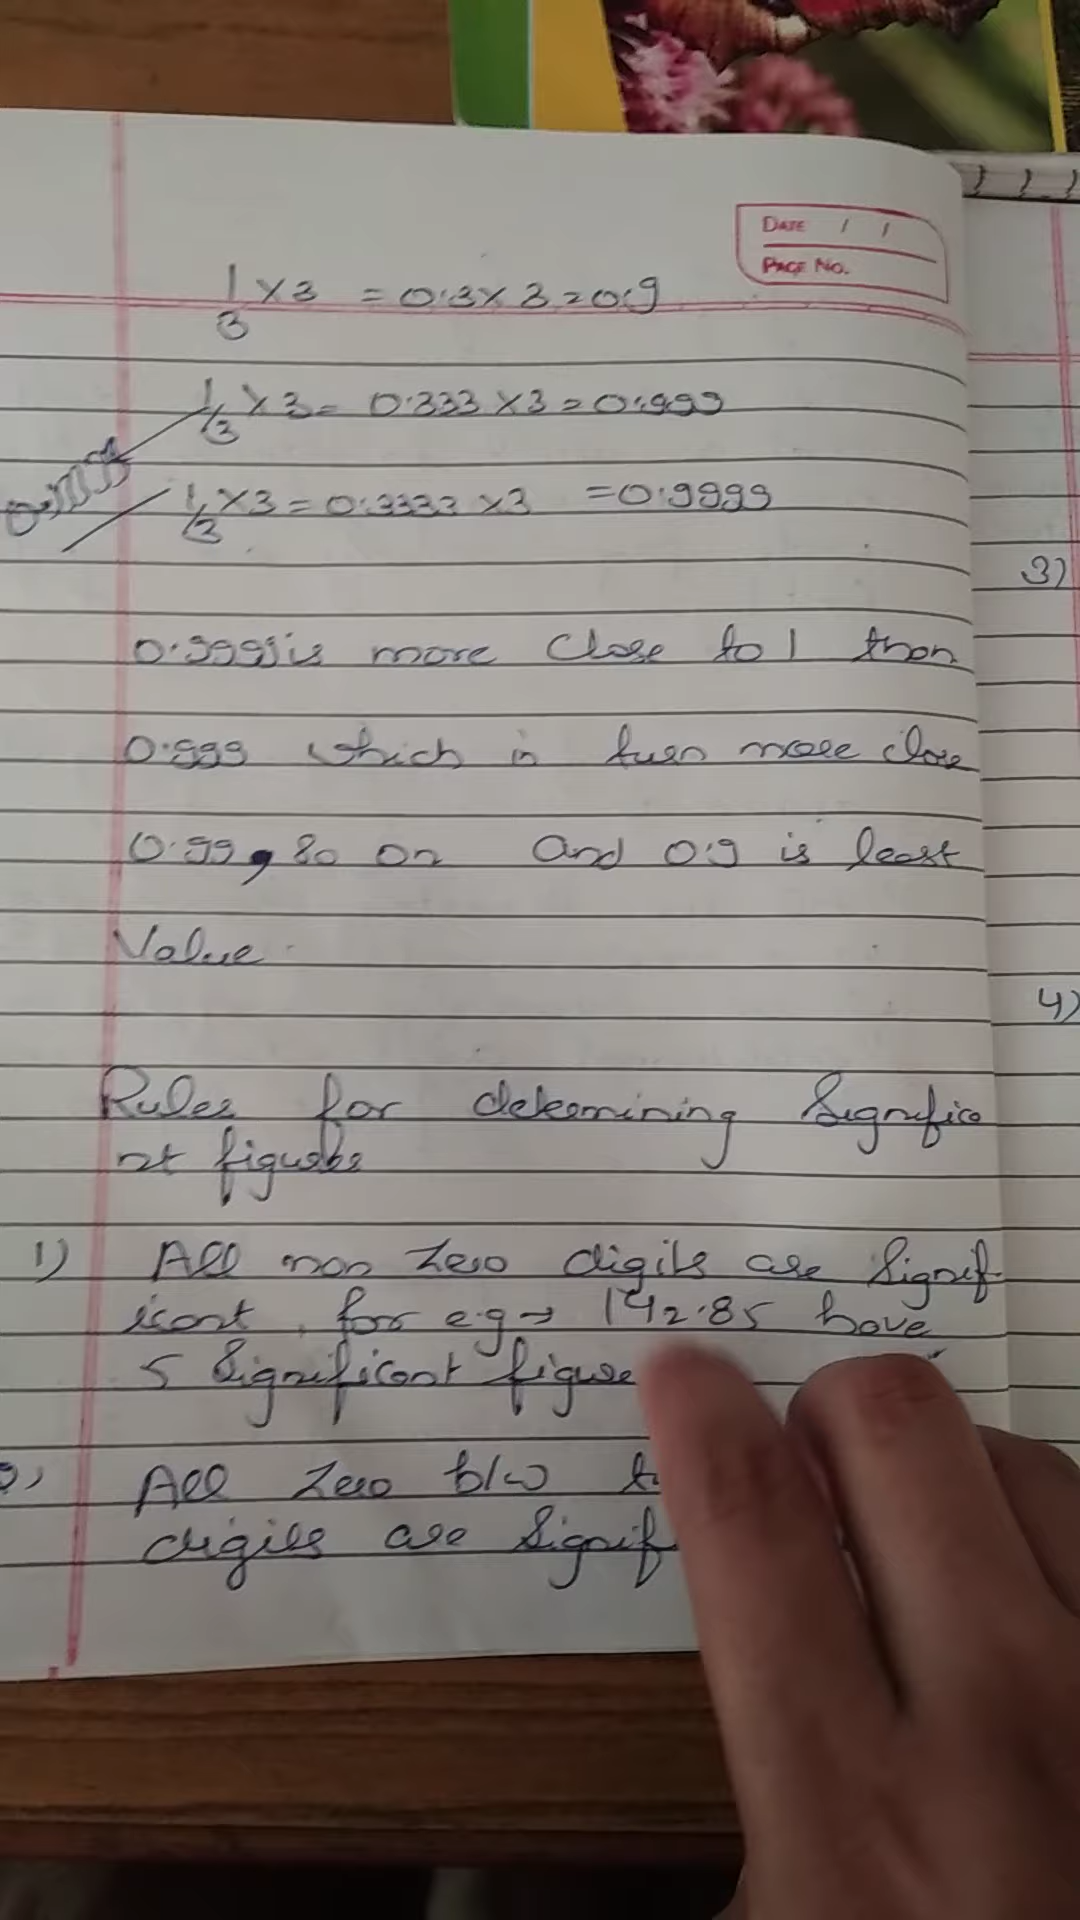 DATE / /
PAGE NO.
1/3 x 3 = 0.3 x 3 = 0.9
1/3 x 3 = 0.333 x 3 = 0.999
1/3 x 3 = 0.3333 x 3 = 0.9999
0.9999 is more close to 1 than
0.999 which in turn more close
0.99, so on and 0.9 is least
Value.
Rules for determining Significa
nt figures
1) All non zero digits are Signif-
icant, for e.g → 142.85 have
5 Significant figure
All zero b/w
digits are Signif
3)
4)